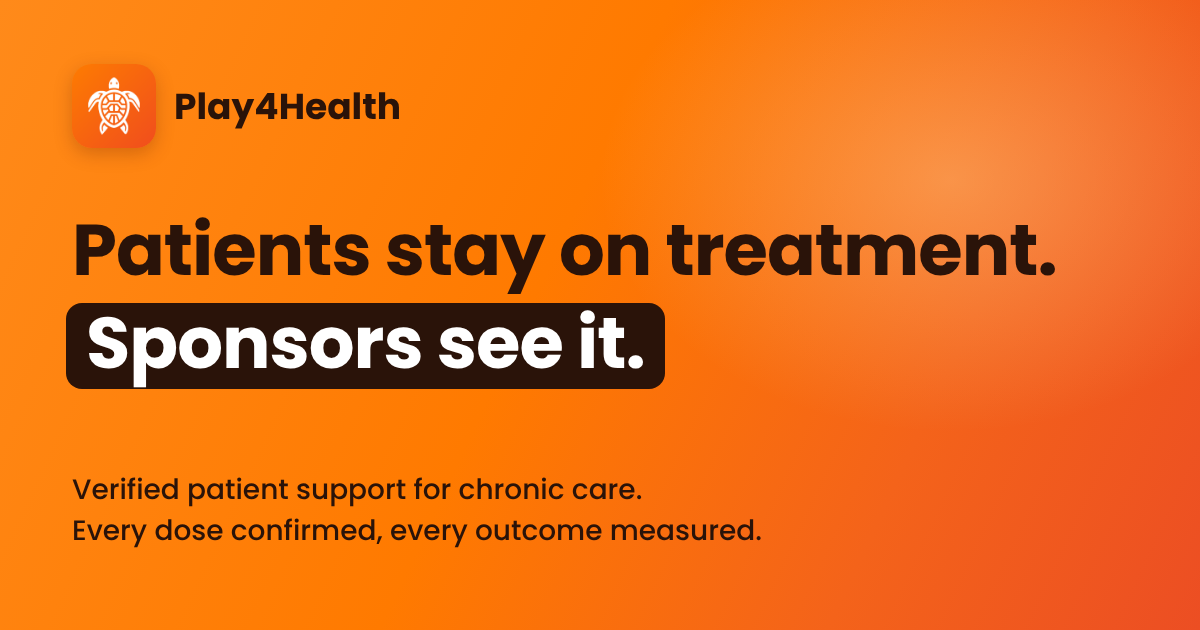 Play4Health
Patients stay on treatment.
Sponsors see it.
Verified patient support for chronic care.
Every dose confirmed, every outcome measured.